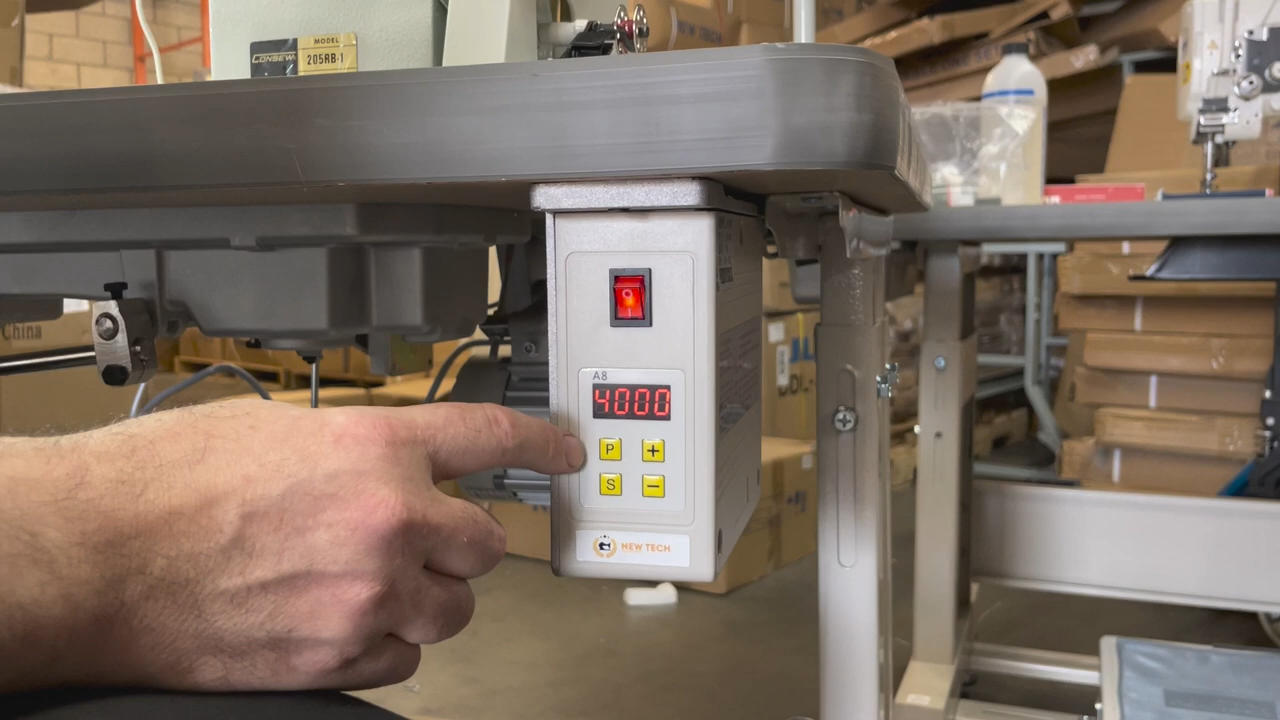 MODEL
CONSEW
205RB-1
China
A8
4000
P +
S −
NEW TECH